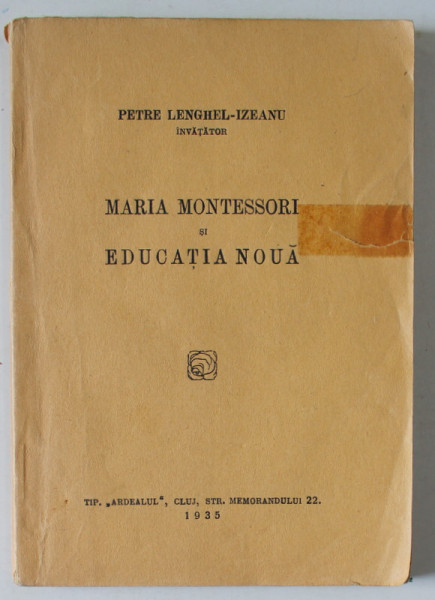 PETRE LENGHEL-IZEANU
ÎNVĂȚĂTOR
MARIA MONTESSORI
ȘI
EDUCAȚIA NOUĂ
TIP. „ARDEALUL“, CLUJ, STR. MEMORANDULUI 22.
1935